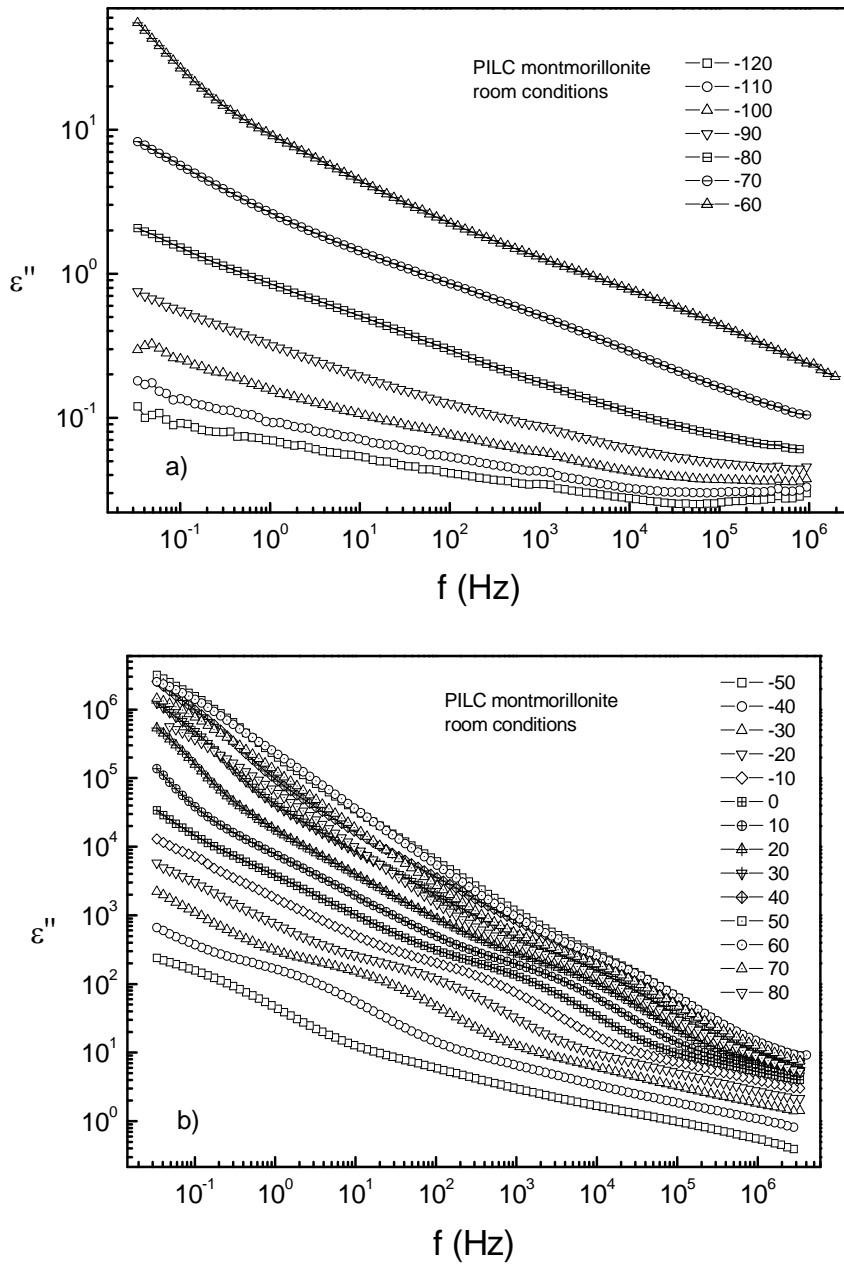 PILC montmorillonite
room conditions
-120
-110
-100
-90
-80
-70
-60
10^1
10^0
10^-1
ε''
a)
10^-1 10^0 10^1 10^2 10^3 10^4 10^5 10^6
f (Hz)
PILC montmorillonite
room conditions
-50
-40
-30
-20
-10
0
10
20
30
40
50
60
70
80
10^6
10^5
10^4
10^3
10^2
10^1
10^0
ε''
b)
10^-1 10^0 10^1 10^2 10^3 10^4 10^5 10^6
f (Hz)